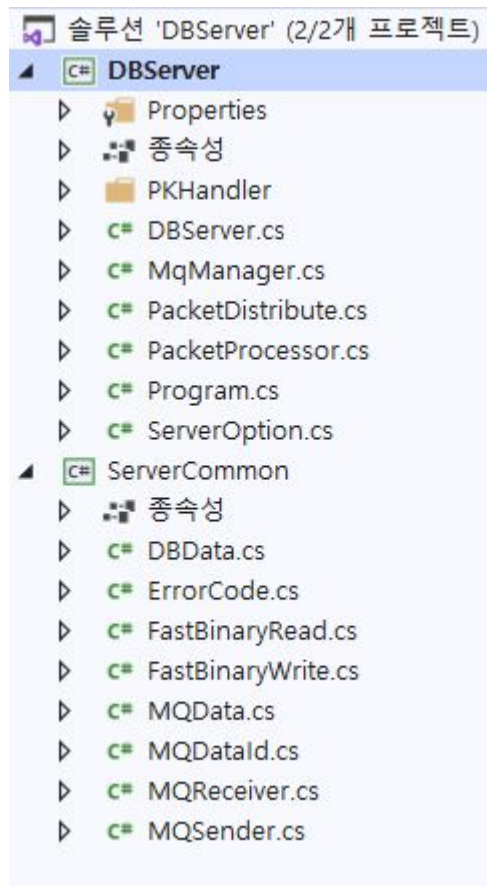 솔루션 'DBServer' (2/2개 프로젝트)
C# DBServer
Properties
종속성
PKHandler
C# DBServer.cs
C# MqManager.cs
C# PacketDistribute.cs
C# PacketProcessor.cs
C# Program.cs
C# ServerOption.cs
C# ServerCommon
종속성
C# DBData.cs
C# ErrorCode.cs
C# FastBinaryRead.cs
C# FastBinaryWrite.cs
C# MQData.cs
C# MQDataId.cs
C# MQReceiver.cs
C# MQSender.cs